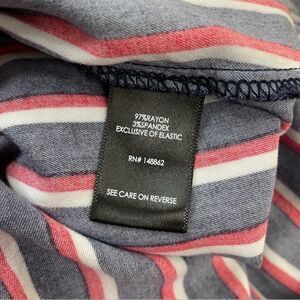 97%RAYON
3%SPANDEX
EXCLUSIVE OF ELASTIC
RN# 148862
SEE CARE ON REVERSE